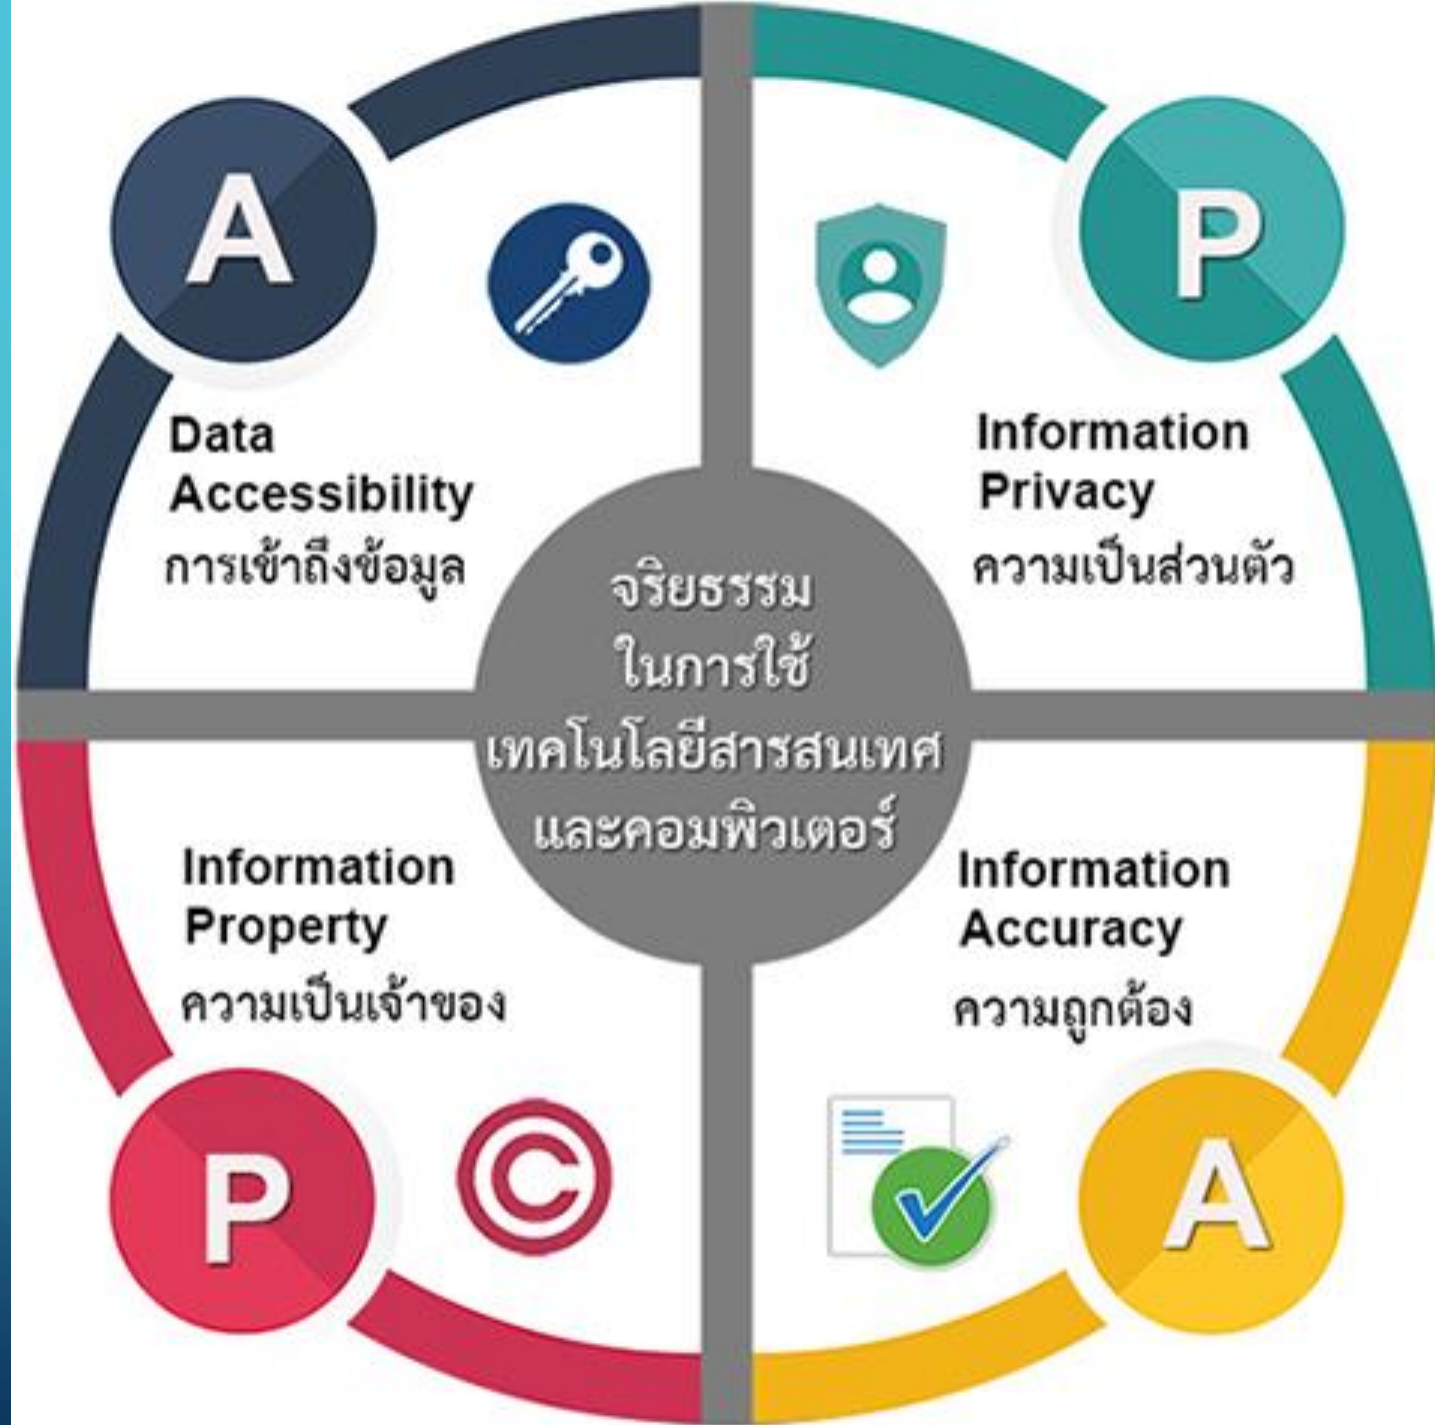 A
Data
Accessibility
การเข้าถึงข้อมูล
P
Information
Privacy
ความเป็นส่วนตัว
จริยธรรม
ในการใช้
เทคโนโลยีสารสนเทศ
และคอมพิวเตอร์
Information
Property
ความเป็นเจ้าของ
P
©
Information
Accuracy
ความถูกต้อง
A